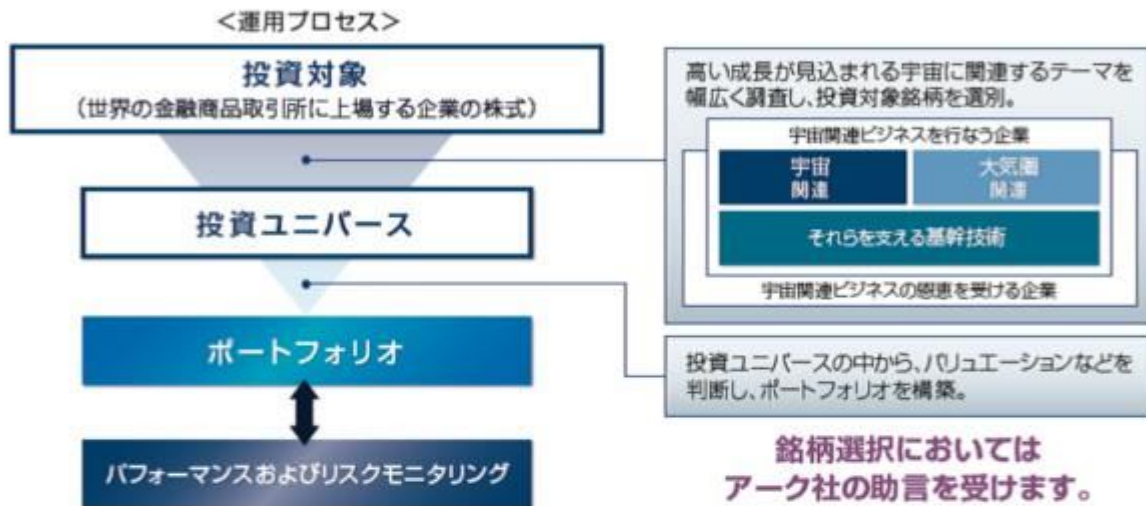 ＜運用プロセス＞
投資対象
（世界の金融商品取引所に上場する企業の株式）
投資ユニバース
ポートフォリオ
パフォーマンスおよびリスクモニタリング
高い成長が見込まれる宇宙に関連するテーマを
幅広く調査し、投資対象銘柄を選別。
宇宙関連ビジネスを行なう企業
宇宙
関連
大気圏
関連
それらを支える基幹技術
宇宙関連ビジネスの恩恵を受ける企業
投資ユニバースの中から、バリュエーションなどを
判断し、ポートフォリオを構築。
銘柄選択においては
アーク社の助言を受けます。